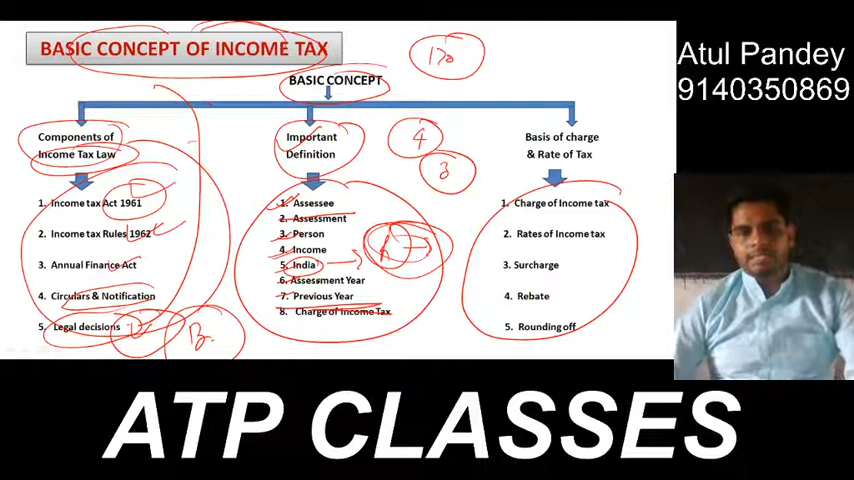 BASIC CONCEPT OF INCOME TAX
BASIC CONCEPT
Components of
Income Tax Law
1. Income tax Act 1961
2. Income tax Rules 1962
3. Annual Finance Act
4. Circulars & Notification
5. Legal decisions
Important
Definition
1. Assessee
2. Assessment
3. Person
4. Income
5. India
6. Assessment Year
7. Previous Year
8. Charge of Income Tax
4
3
Basis of charge
& Rate of Tax
1. Charge of Income tax
2. Rates of Income tax
3. Surcharge
4. Rebate
5. Rounding off
Atul Pandey
9140350869
ATP CLASSES